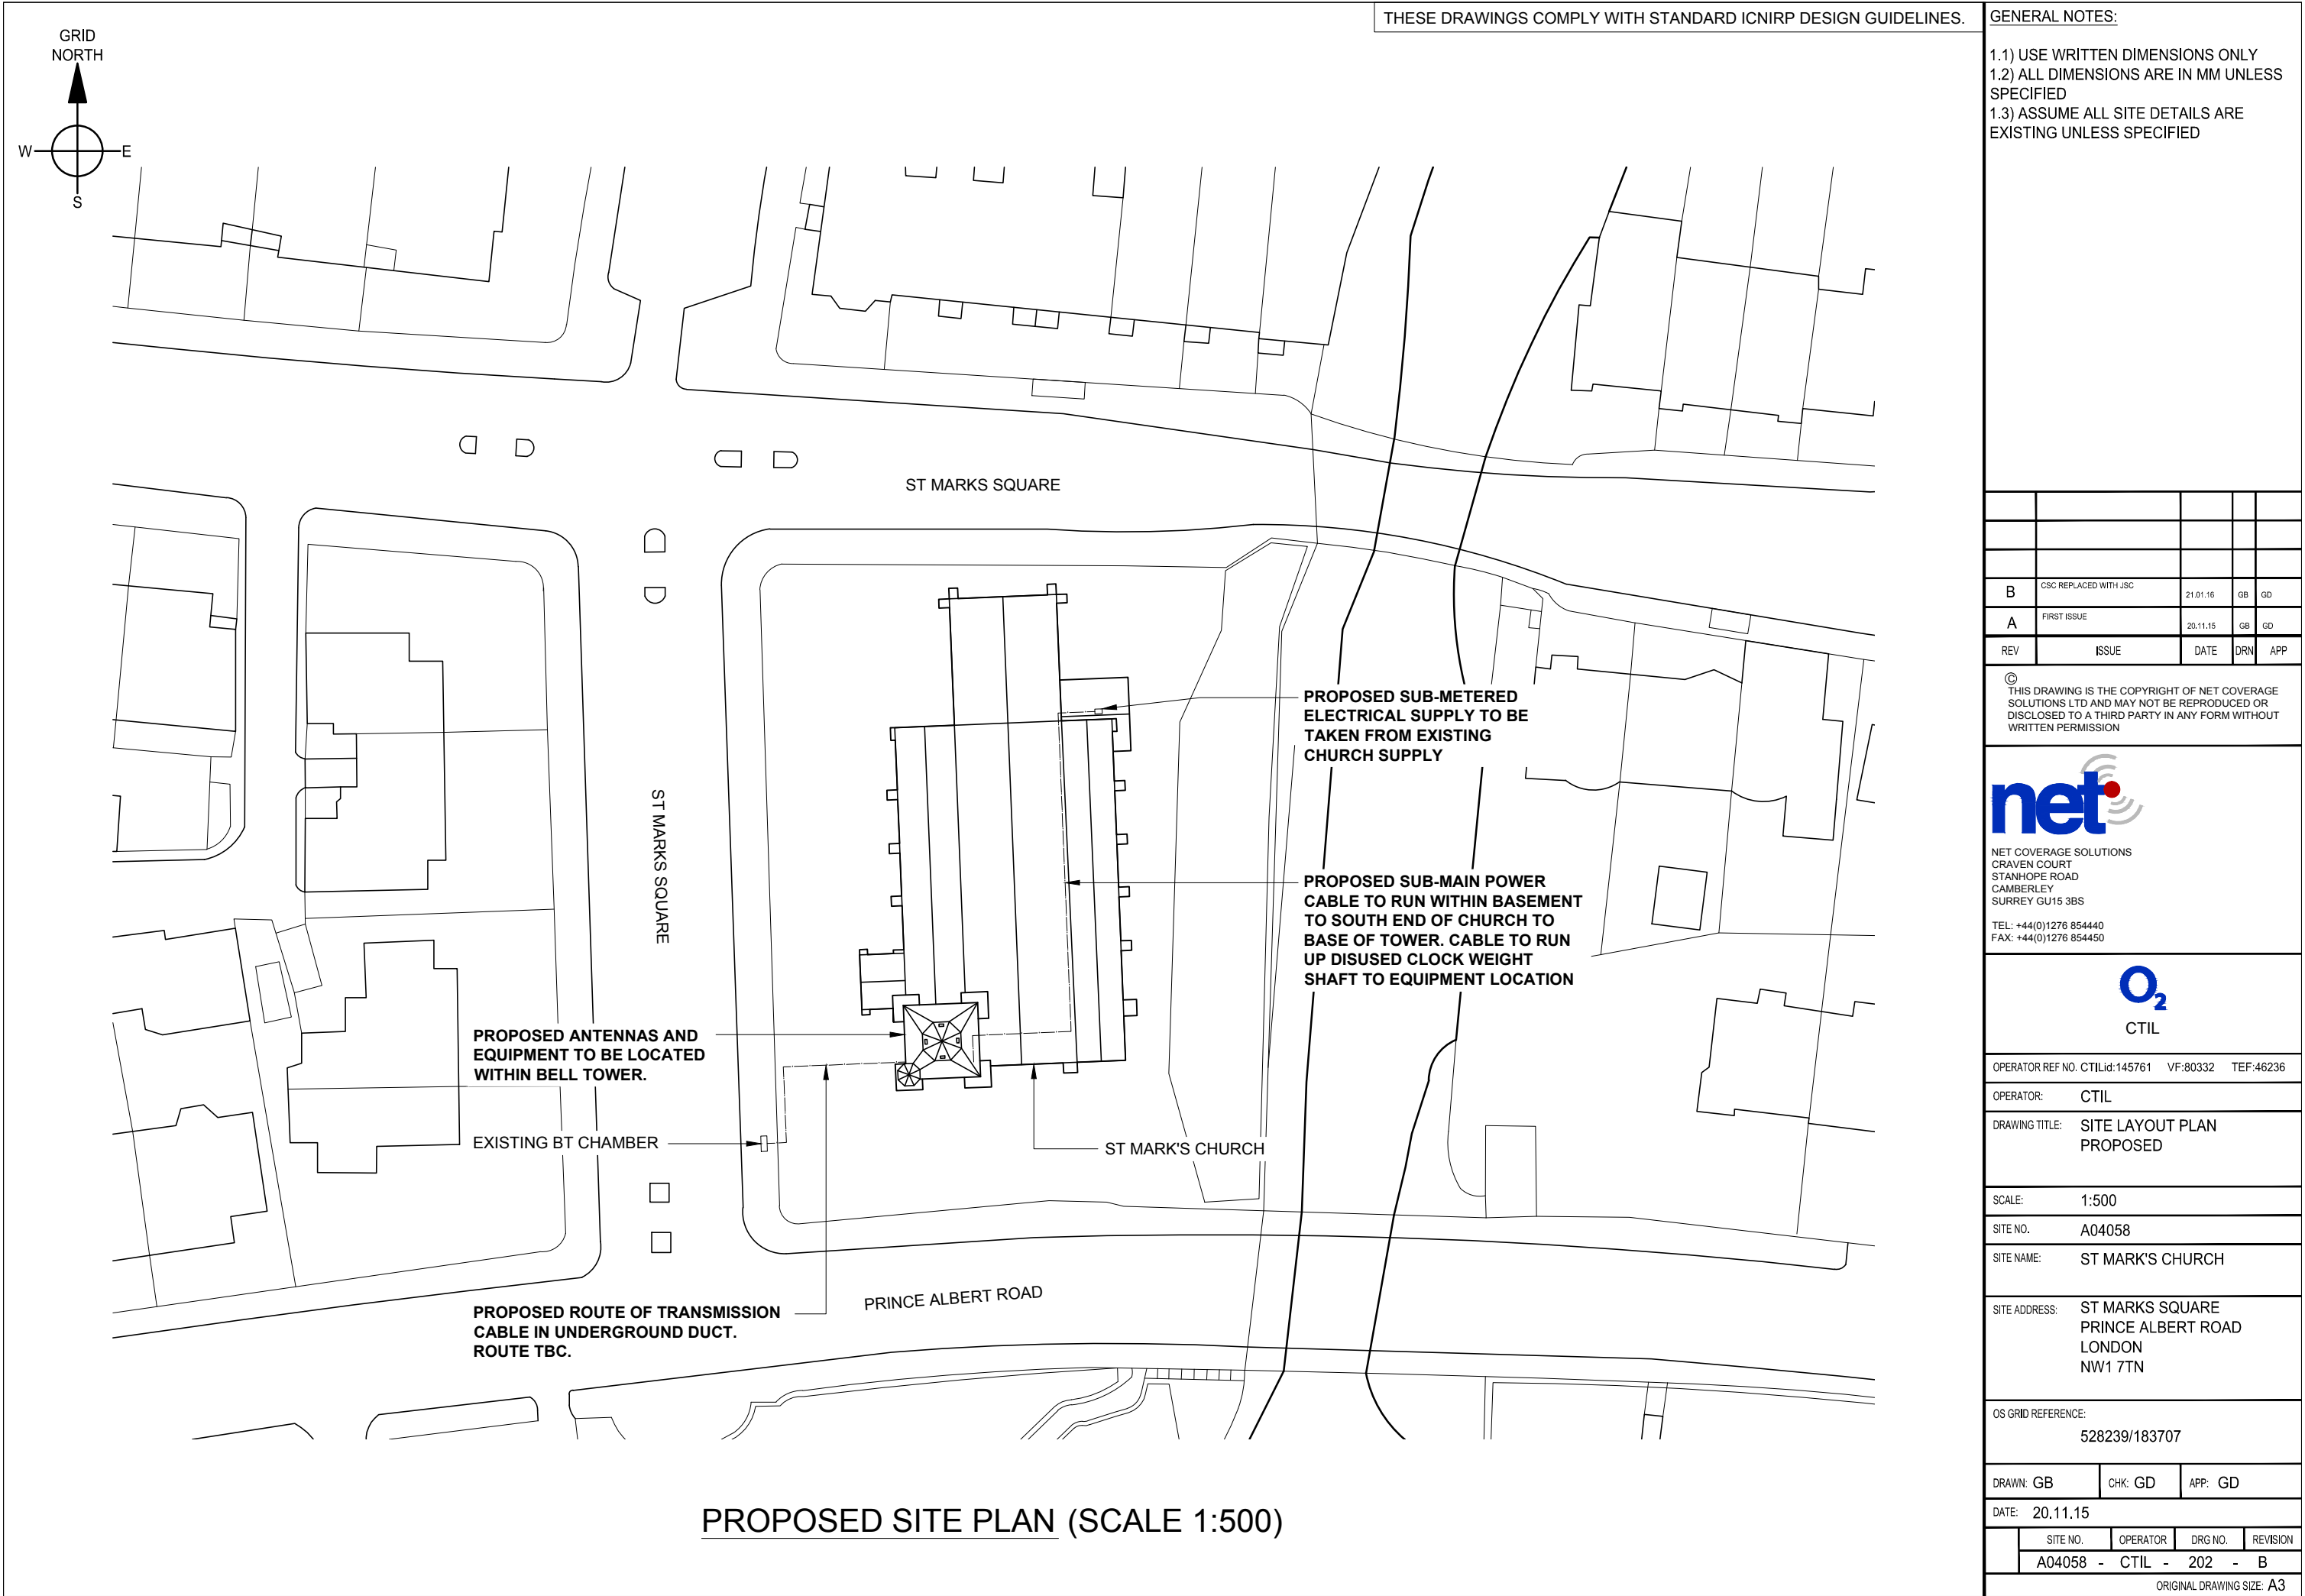 THESE DRAWINGS COMPLY WITH STANDARD ICNIRP DESIGN GUIDELINES.
GRID
NORTH
W
E
S
ST MARKS SQUARE
ST MARKS SQUARE
PROPOSED SUB-METERED
ELECTRICAL SUPPLY TO BE
TAKEN FROM EXISTING
CHURCH SUPPLY
PROPOSED SUB-MAIN POWER
CABLE TO RUN WITHIN BASEMENT
TO SOUTH END OF CHURCH TO
BASE OF TOWER. CABLE TO RUN
UP DISUSED CLOCK WEIGHT
SHAFT TO EQUIPMENT LOCATION
PROPOSED ANTENNAS AND
EQUIPMENT TO BE LOCATED
WITHIN BELL TOWER.
EXISTING BT CHAMBER
ST MARK'S CHURCH
PROPOSED ROUTE OF TRANSMISSION
CABLE IN UNDERGROUND DUCT.
ROUTE TBC.
PRINCE ALBERT ROAD
PROPOSED SITE PLAN (SCALE 1:500)
GENERAL NOTES:
1.1) USE WRITTEN DIMENSIONS ONLY
1.2) ALL DIMENSIONS ARE IN MM UNLESS
SPECIFIED
1.3) ASSUME ALL SITE DETAILS ARE
EXISTING UNLESS SPECIFIED
B CSC REPLACED WITH JSC 21.01.16 GB GD
A FIRST ISSUE 20.11.15 GB GD
REV ISSUE DATE DRN APP
©
THIS DRAWING IS THE COPYRIGHT OF NET COVERAGE
SOLUTIONS LTD AND MAY NOT BE REPRODUCED OR
DISCLOSED TO A THIRD PARTY IN ANY FORM WITHOUT
WRITTEN PERMISSION
net
NET COVERAGE SOLUTIONS
CRAVEN COURT
STANHOPE ROAD
CAMBERLEY
SURREY GU15 3BS
TEL: +44(0)1276 854440
FAX: +44(0)1276 854450
O2
CTIL
OPERATOR REF NO. CTILid:145761 VF:80332 TEF:46236
OPERATOR: CTIL
DRAWING TITLE: SITE LAYOUT PLAN
PROPOSED
SCALE: 1:500
SITE NO. A04058
SITE NAME: ST MARK'S CHURCH
SITE ADDRESS: ST MARKS SQUARE
PRINCE ALBERT ROAD
LONDON
NW1 7TN
OS GRID REFERENCE:
528239/183707
DRAWN: GB CHK: GD APP: GD
DATE: 20.11.15
SITE NO. OPERATOR DRG NO. REVISION
A04058 - CTIL - 202 - B
ORIGINAL DRAWING SIZE: A3